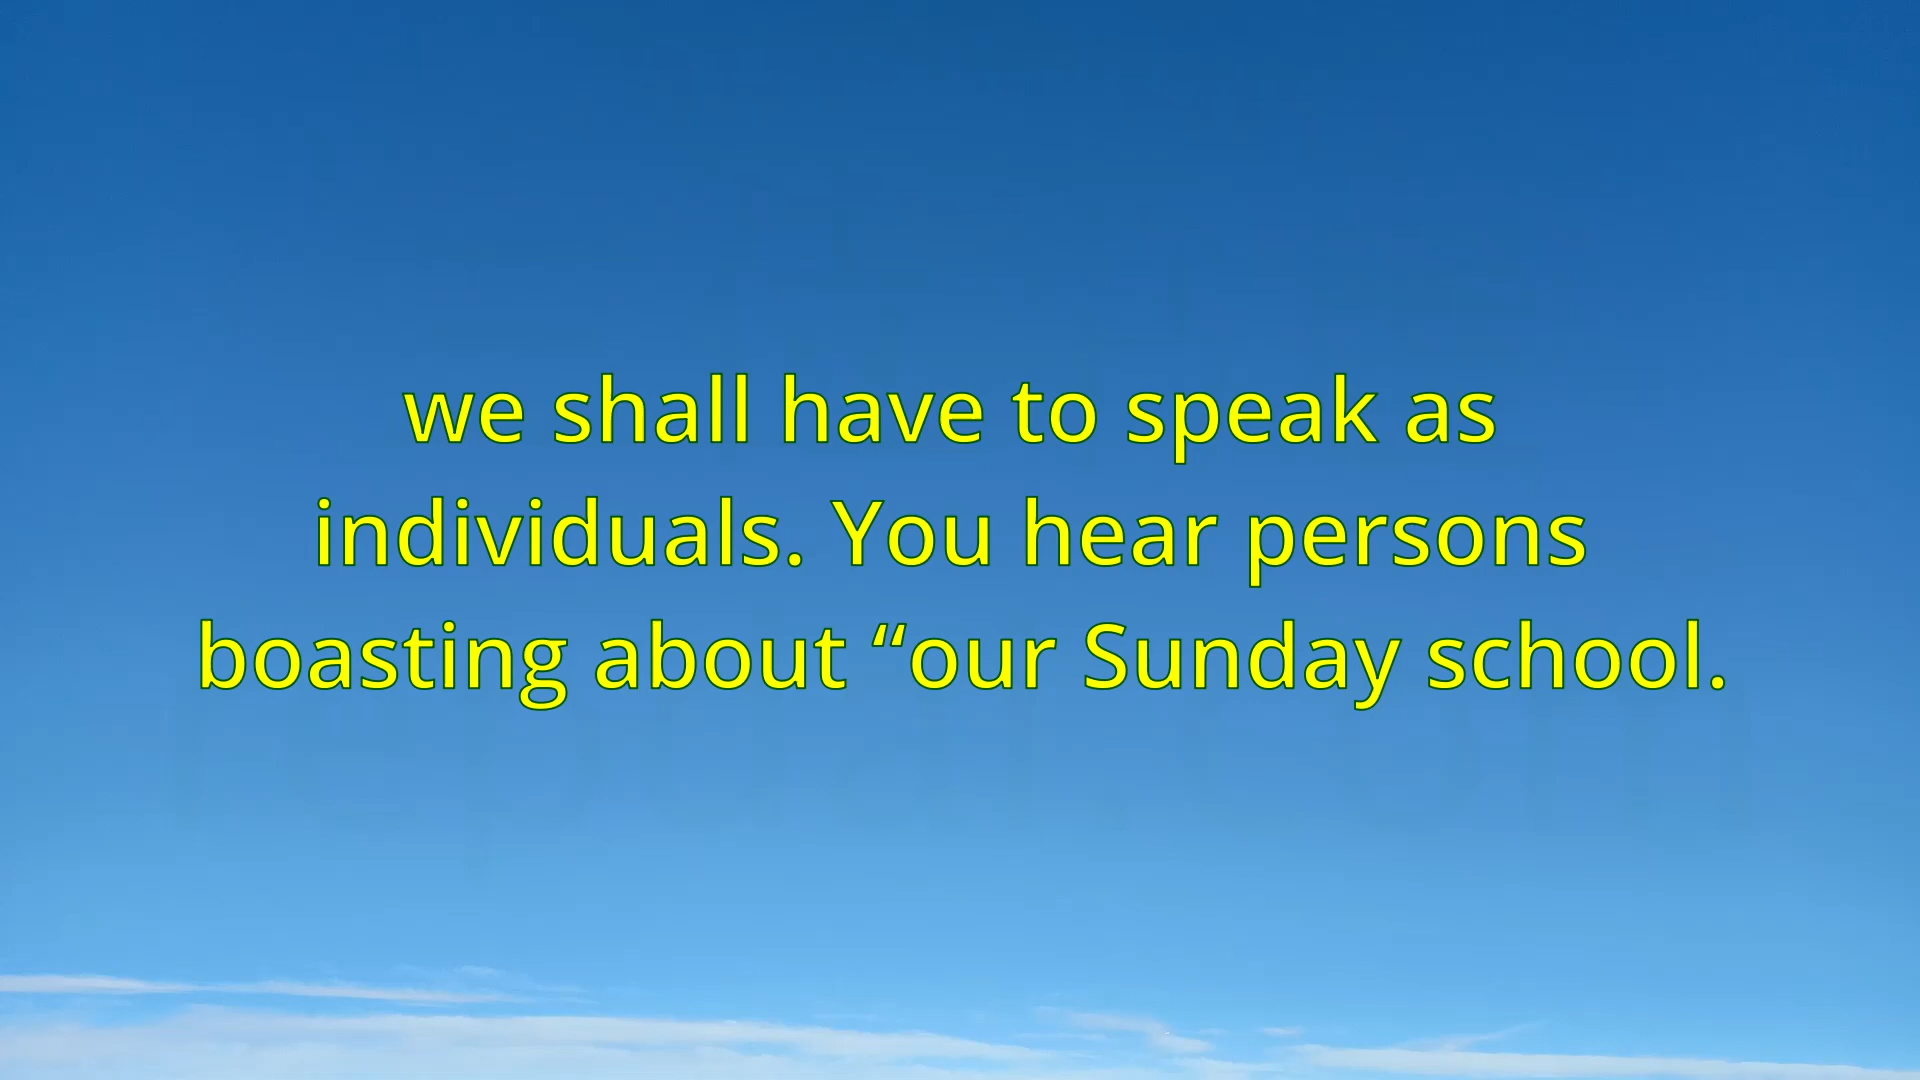 we shall have to speak as
individuals. You hear persons
boasting about “our Sunday school.